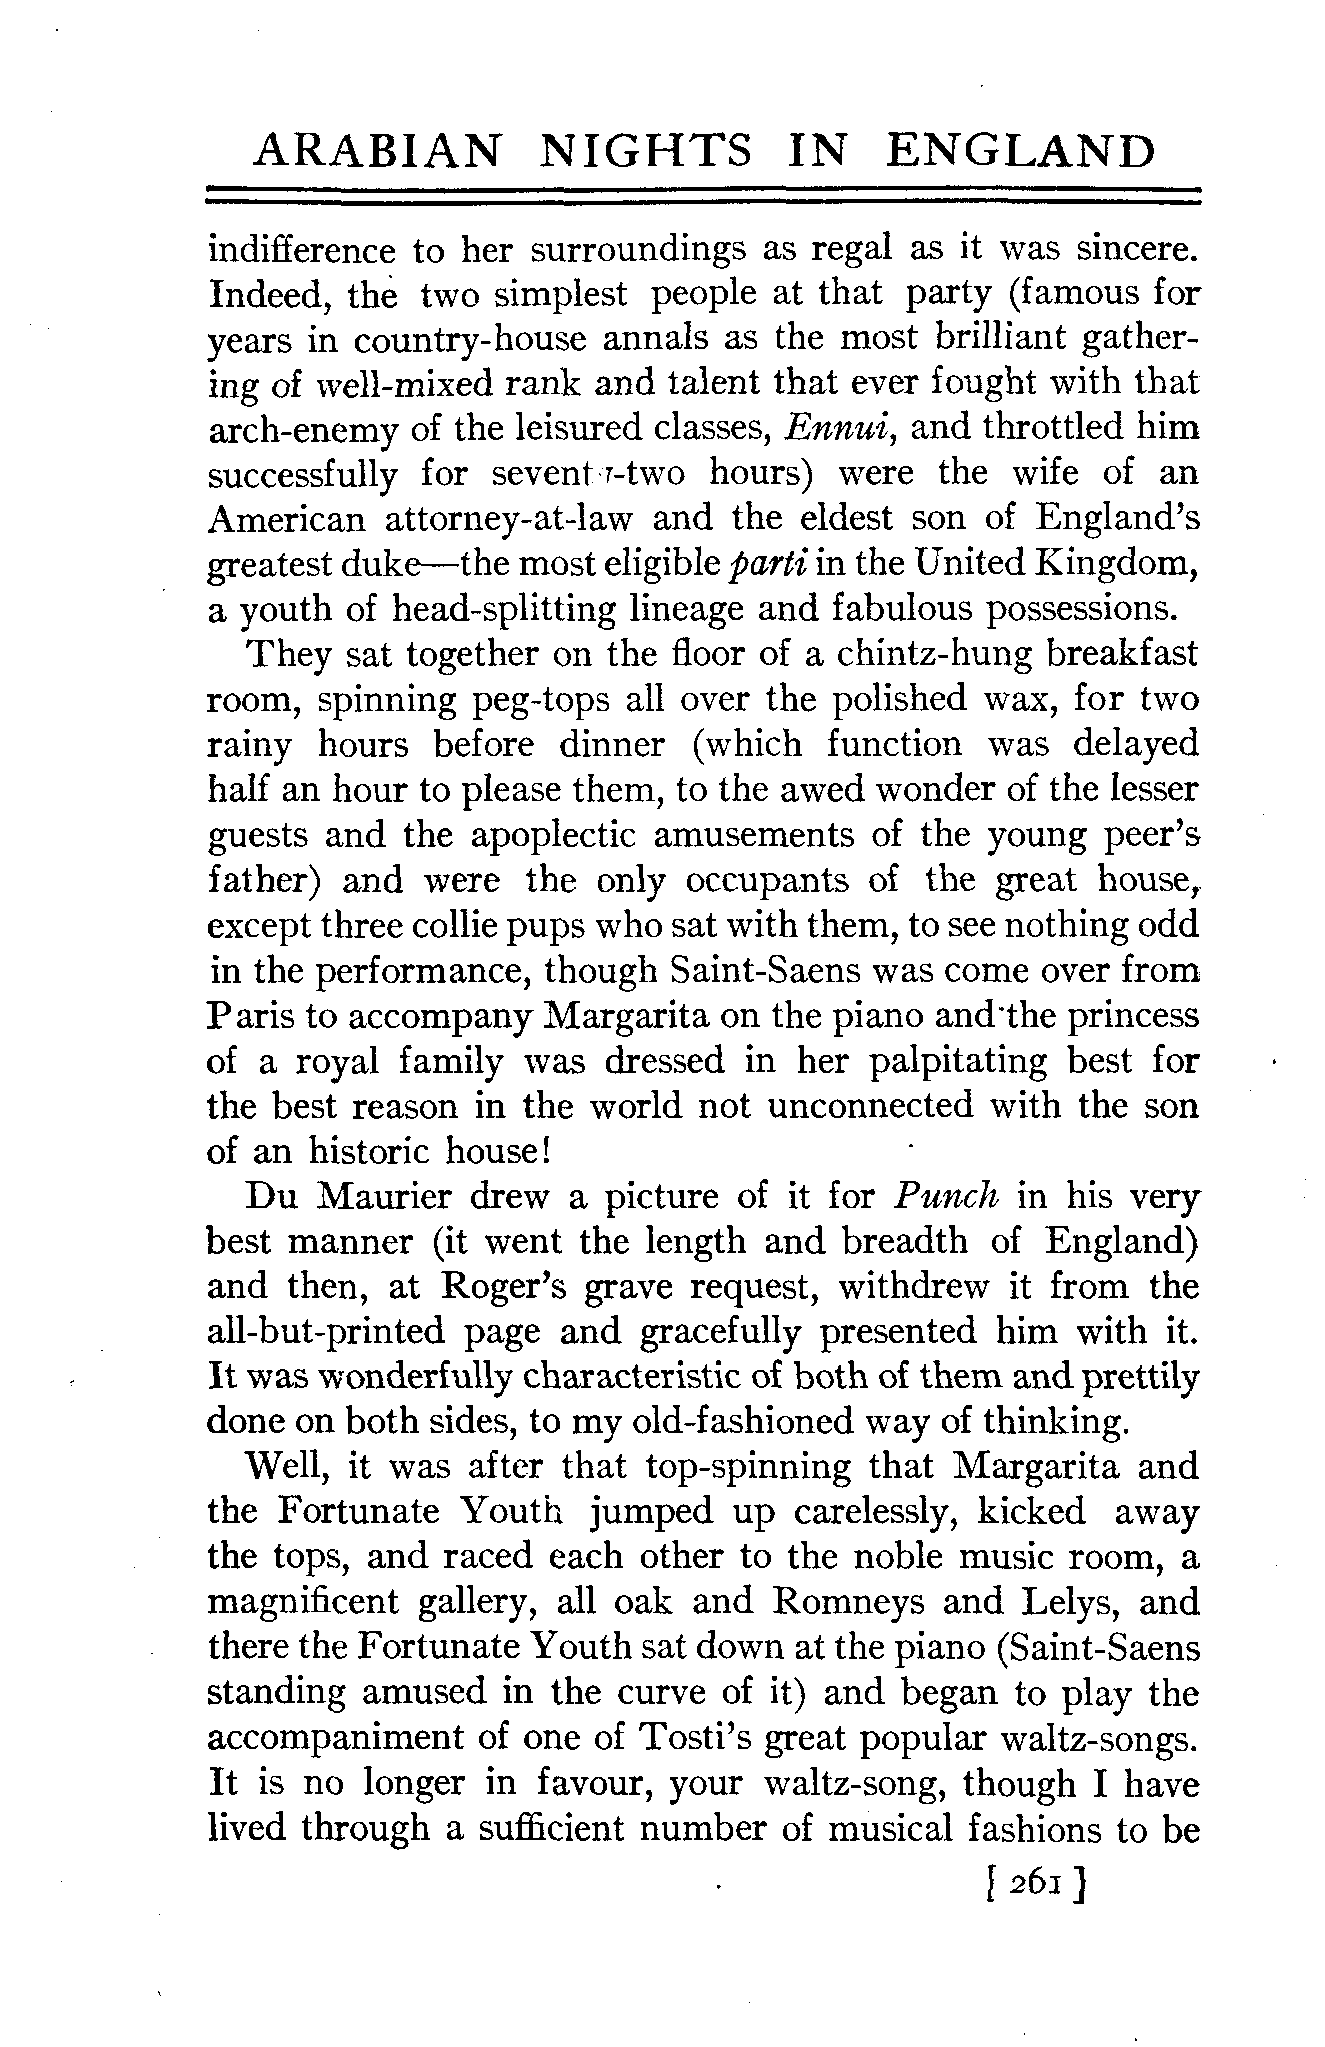 ARABIAN NIGHTS IN ENGLAND
indifference to her surroundings as regal as it was sincere.
Indeed, the two simplest people at that party (famous for
years in country-house annals as the most brilliant gather-
ing of well-mixed rank and talent that ever fought with that
arch-enemy of the leisured classes, Ennui, and throttled him
successfully for seventy-two hours) were the wife of an
American attorney-at-law and the eldest son of England's
greatest duke—the most eligible parti in the United Kingdom,
a youth of head-splitting lineage and fabulous possessions.
They sat together on the floor of a chintz-hung breakfast
room, spinning peg-tops all over the polished wax, for two
rainy hours before dinner (which function was delayed
half an hour to please them, to the awed wonder of the lesser
guests and the apoplectic amusements of the young peer's
father) and were the only occupants of the great house,
except three collie pups who sat with them, to see nothing odd
in the performance, though Saint-Saens was come over from
Paris to accompany Margarita on the piano and the princess
of a royal family was dressed in her palpitating best for
the best reason in the world not unconnected with the son
of an historic house!
Du Maurier drew a picture of it for Punch in his very
best manner (it went the length and breadth of England)
and then, at Roger's grave request, withdrew it from the
all-but-printed page and gracefully presented him with it.
It was wonderfully characteristic of both of them and prettily
done on both sides, to my old-fashioned way of thinking.
Well, it was after that top-spinning that Margarita and
the Fortunate Youth jumped up carelessly, kicked away
the tops, and raced each other to the noble music room, a
magnificent gallery, all oak and Romneys and Lelys, and
there the Fortunate Youth sat down at the piano (Saint-Saens
standing amused in the curve of it) and began to play the
accompaniment of one of Tosti's great popular waltz-songs.
It is no longer in favour, your waltz-song, though I have
lived through a sufficient number of musical fashions to be
[ 261 ]